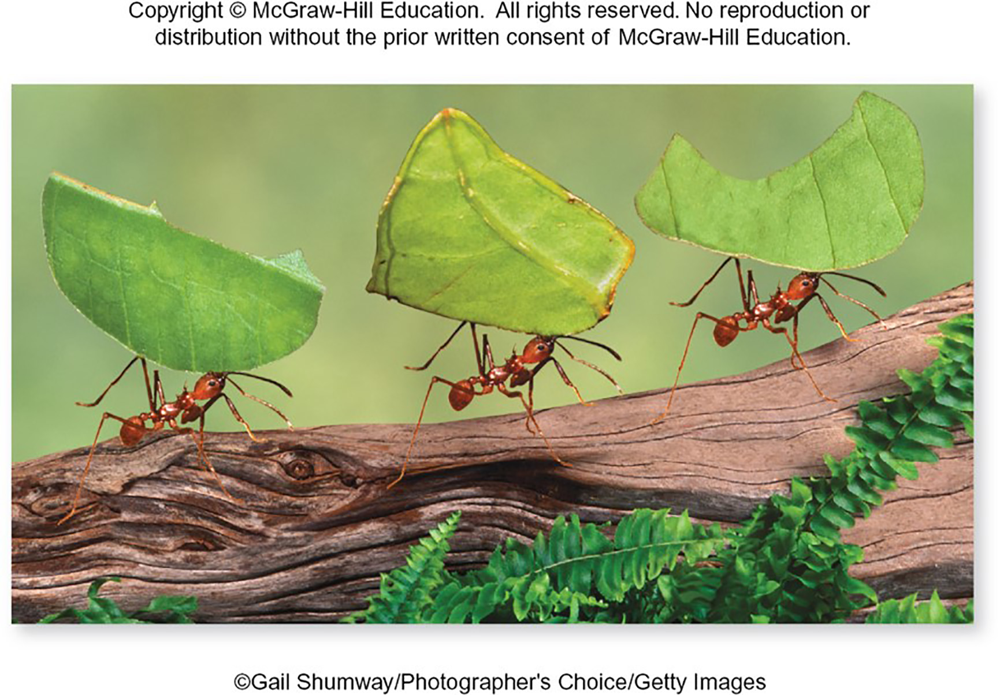 Copyright © McGraw-Hill Education.  All rights reserved. No reproduction or
distribution without the prior written consent of McGraw-Hill Education.
©Gail Shumway/Photographer's Choice/Getty Images